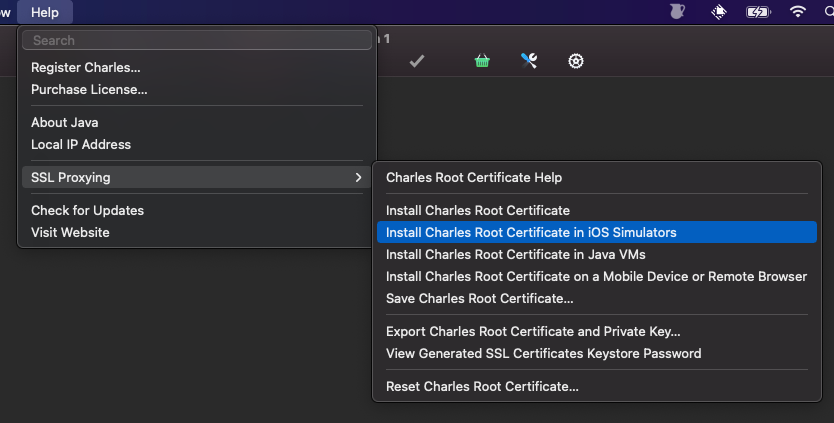 Help
Search
1
Register Charles...
Purchase License...
About Java
Local IP Address
SSL Proxying
Check for Updates
Visit Website
Charles Root Certificate Help
Install Charles Root Certificate
Install Charles Root Certificate in iOS Simulators
Install Charles Root Certificate in Java VMs
Install Charles Root Certificate on a Mobile Device or Remote Browser
Save Charles Root Certificate...
Export Charles Root Certificate and Private Key...
View Generated SSL Certificates Keystore Password
Reset Charles Root Certificate...